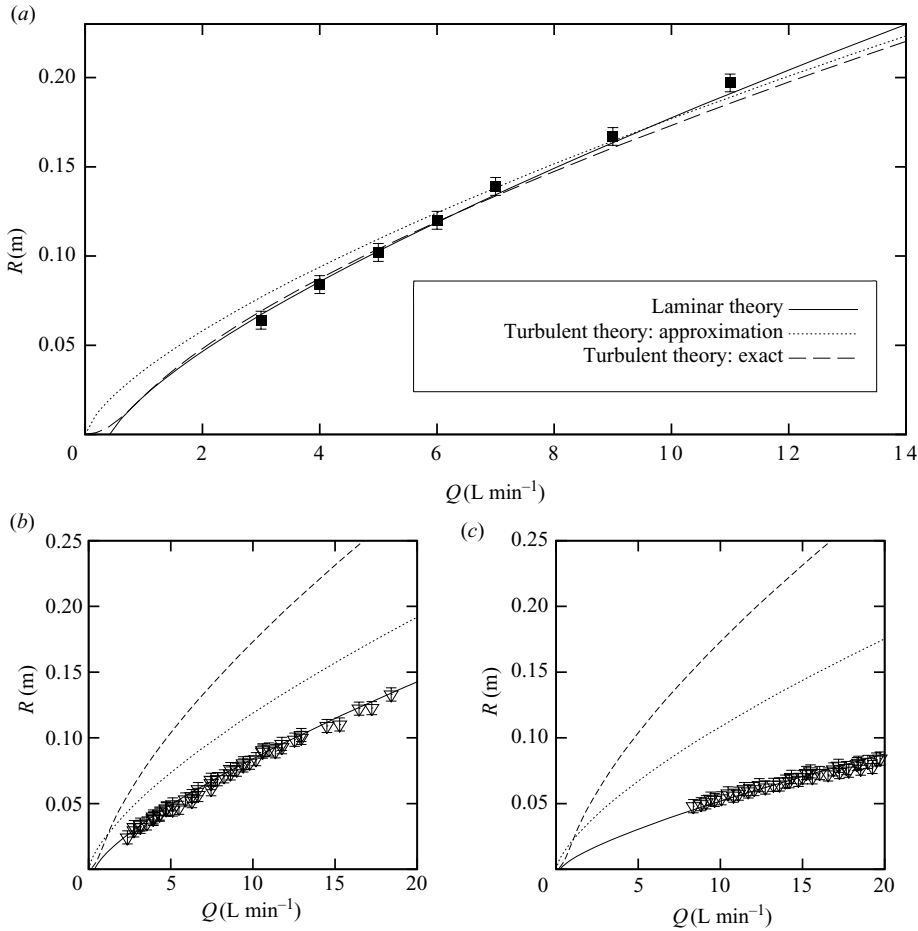 (a)
0.20
0.15
R(m)
0.10
0.05
Laminar theory
Turbulent theory: approximation
Turbulent theory: exact
0 2 4 6 8 10 12 14
Q(L min⁻¹)
(b)
0.25
0.20
0.15
R(m)
0.10
0.05
0 5 10 15 20
Q(L min⁻¹)
(c)
0.25
0.20
0.15
R(m)
0.10
0.05
0 5 10 15 20
Q(L min⁻¹)